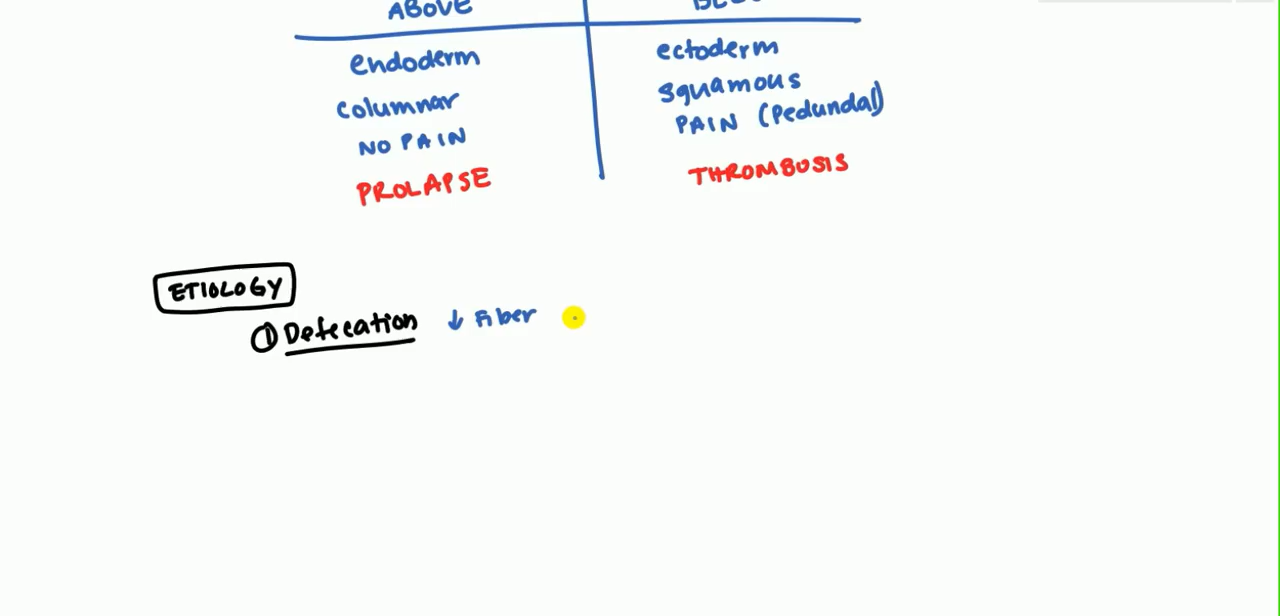 ABOVE
endoderm ectoderm
columnar squamous
NO PAIN PAIN (Pedundal)
PROLAPSE THROMBOSIS
ETIOLOGY
① Defecation ↓ Fiber